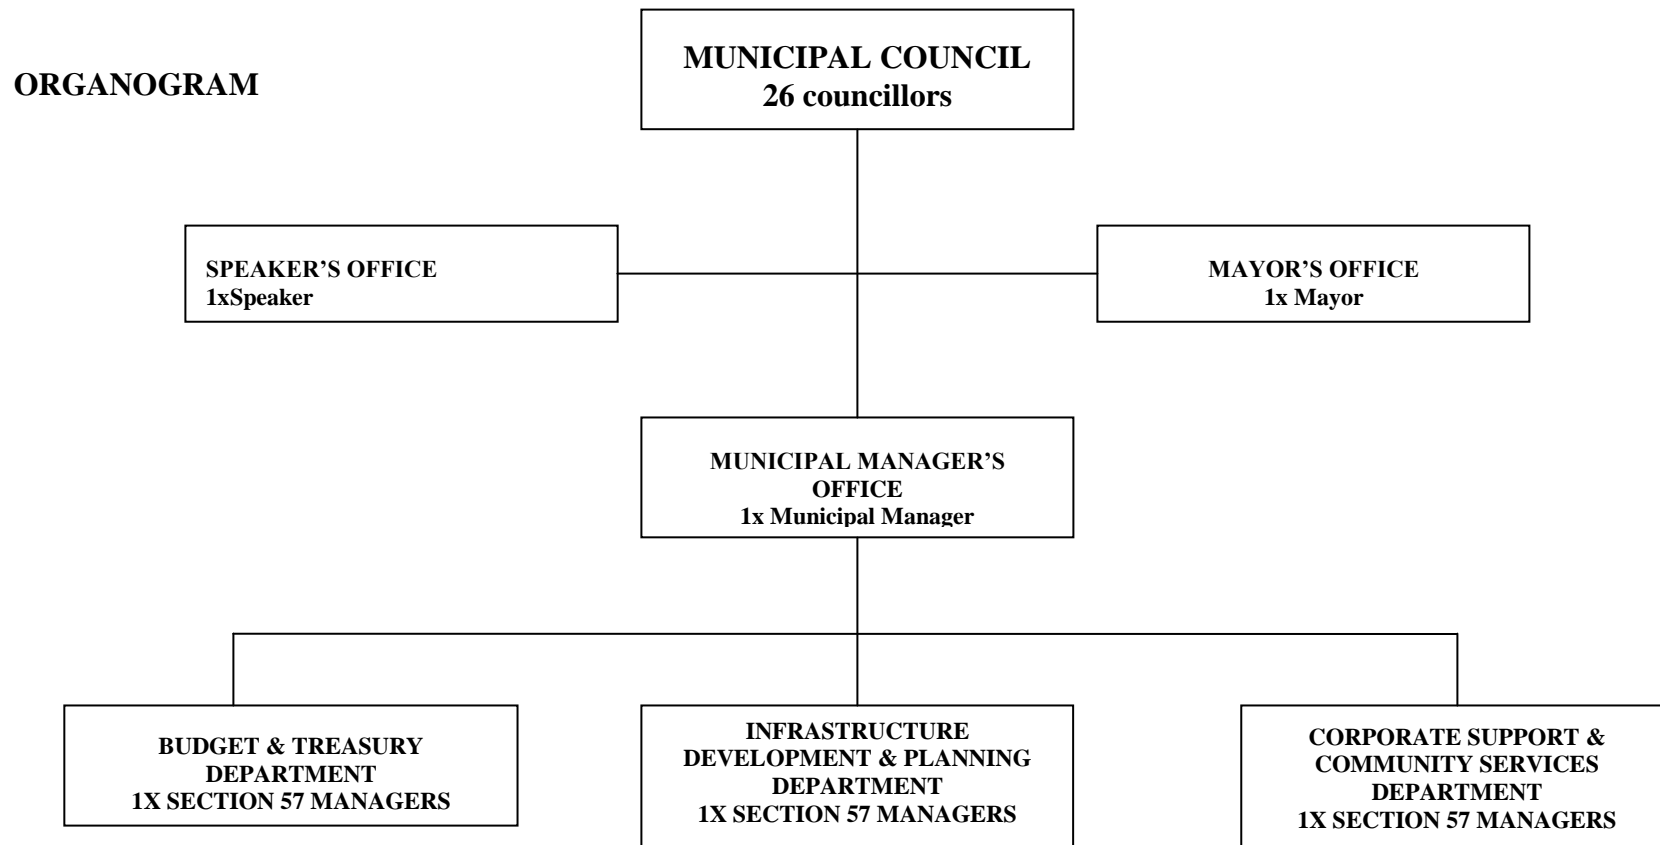 ORGANOGRAM
MUNICIPAL COUNCIL
26 councillors
SPEAKER’S OFFICE
1xSpeaker
MAYOR’S OFFICE
1x Mayor
MUNICIPAL MANAGER’S
OFFICE
1x Municipal Manager
BUDGET & TREASURY
DEPARTMENT
1X SECTION 57 MANAGERS
INFRASTRUCTURE
DEVELOPMENT & PLANNING
DEPARTMENT
1X SECTION 57 MANAGERS
CORPORATE SUPPORT &
COMMUNITY SERVICES
DEPARTMENT
1X SECTION 57 MANAGERS